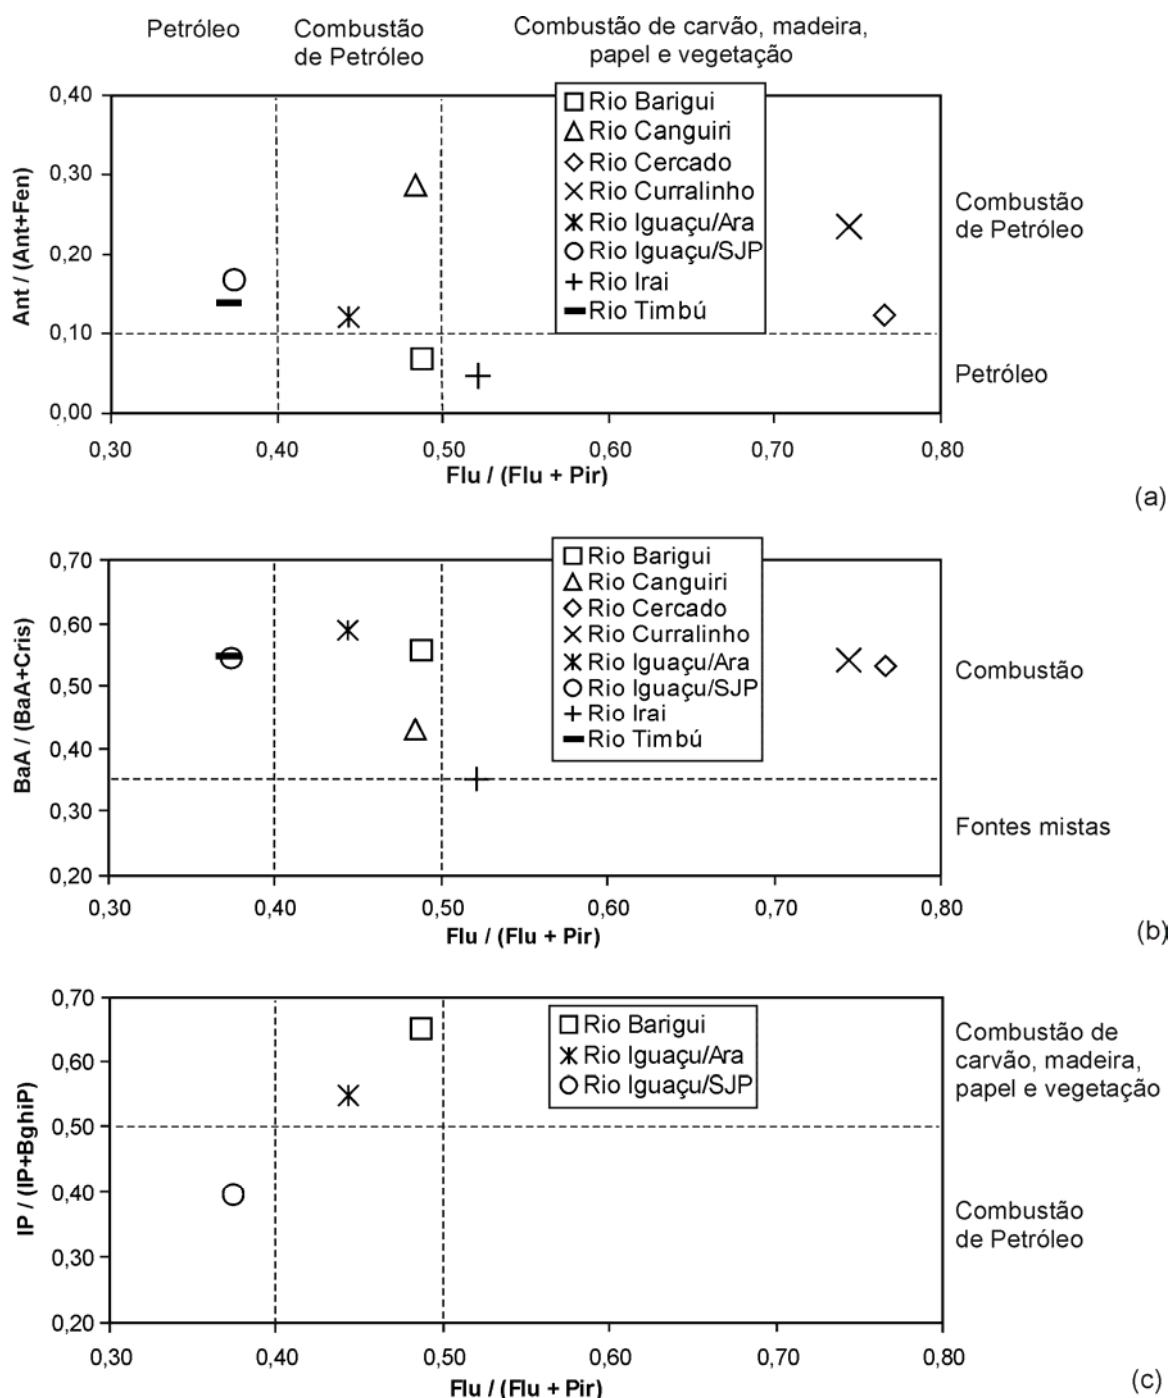 Petróleo
Combustão
de Petróleo
Combustão de carvão, madeira,
papel e vegetação
0,40
0,30
0,20
0,10
0,00
Ant / (Ant+Fen)
Rio Barigui
Rio Canguiri
Rio Cercado
Rio Curralinho
Rio Iguaçu/Ara
Rio Iguaçu/SJP
Rio Irai
Rio Timbú
Combustão
de Petróleo
Petróleo
0,30 0,40 0,50 0,60 0,70 0,80
Flu / (Flu + Pir)
(a)
0,70
0,60
0,50
0,40
0,30
0,20
BaA / (BaA+Cris)
Rio Barigui
Rio Canguiri
Rio Cercado
Rio Curralinho
Rio Iguaçu/Ara
Rio Iguaçu/SJP
Rio Irai
Rio Timbú
Combustão
Fontes mistas
0,30 0,40 0,50 0,60 0,70 0,80
Flu / (Flu + Pir)
(b)
0,70
0,60
0,50
0,40
0,30
0,20
IP / (IP+BghiP)
Rio Barigui
Rio Iguaçu/Ara
Rio Iguaçu/SJP
Combustão de
carvão, madeira,
papel e vegetação
Combustão
de Petróleo
0,30 0,40 0,50 0,60 0,70 0,80
Flu / (Flu + Pir)
(c)